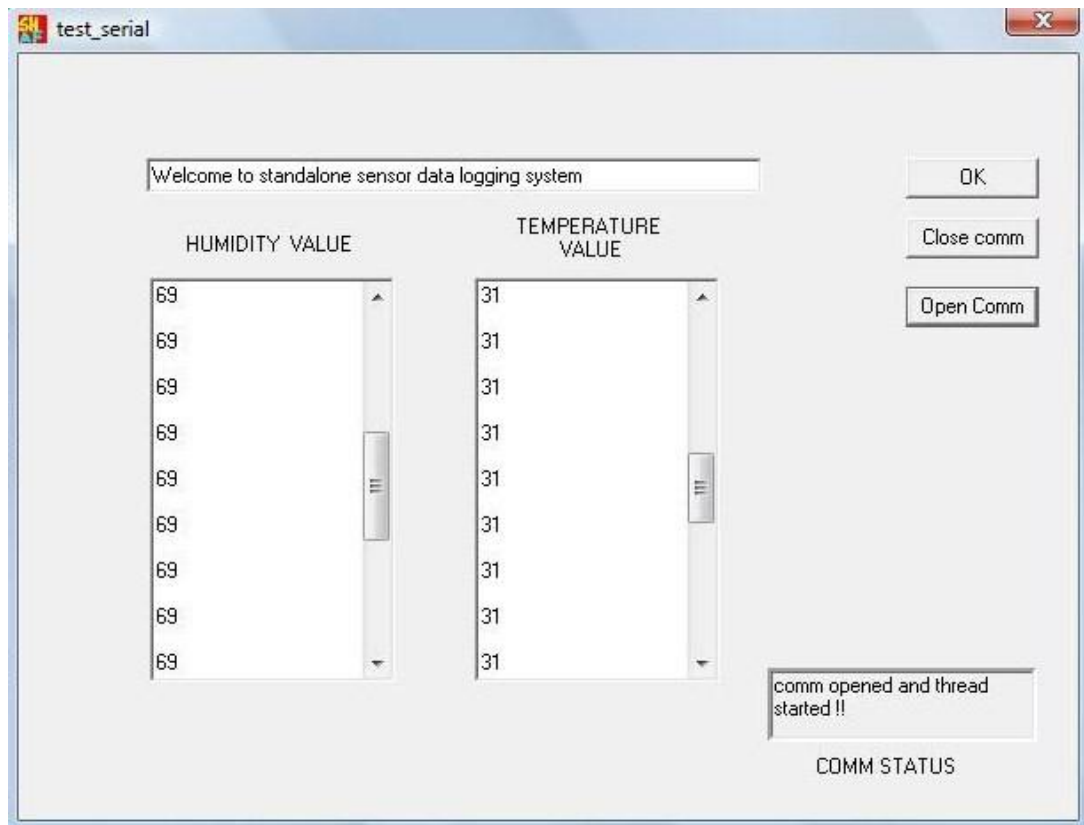 test_serial
Welcome to standalone sensor data logging system
OK
HUMIDITY VALUE
TEMPERATURE
VALUE
Close comm
Open Comm
69
69
69
69
69
69
69
69
69
31
31
31
31
31
31
31
31
31
comm opened and thread
started !!
COMM STATUS